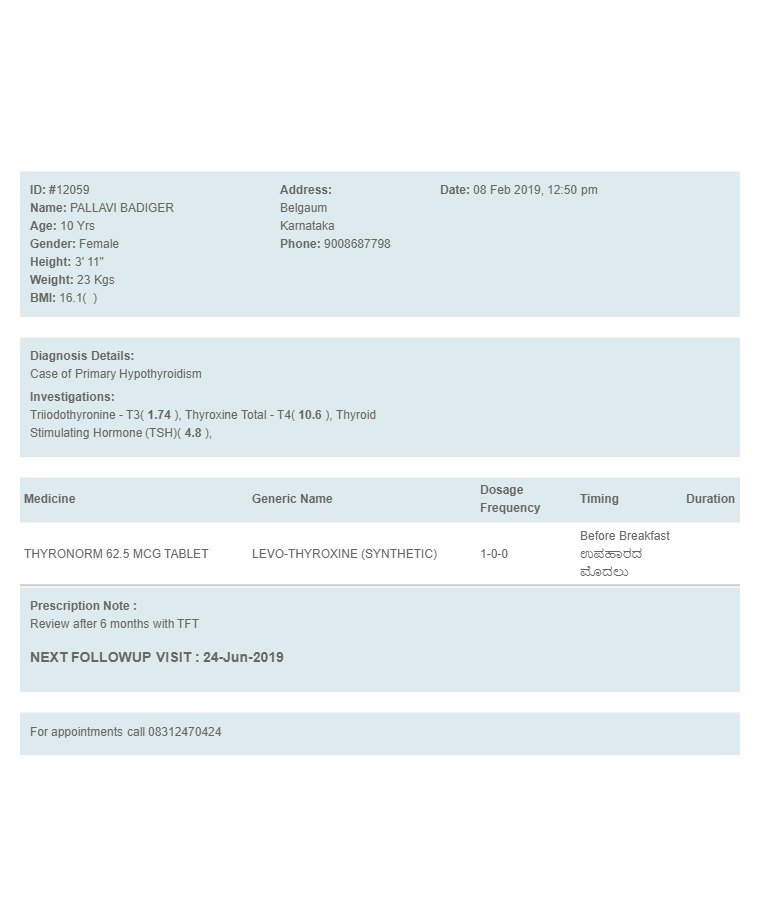 ID: #12059
Name: PALLAVI BADIGER
Age: 10 Yrs
Gender: Female
Height: 3' 11"
Weight: 23 Kgs
BMI: 16.1( )
Address:
Belgaum
Karnataka
Phone: 9008687798
Date: 08 Feb 2019, 12:50 pm
Diagnosis Details:
Case of Primary Hypothyroidism
Investigations:
Triiodothyronine - T3( 1.74 ), Thyroxine Total - T4( 10.6 ), Thyroid
Stimulating Hormone (TSH)( 4.8 ),
Medicine Generic Name Dosage Frequency Timing Duration
THYRONORM 62.5 MCG TABLET LEVO-THYROXINE (SYNTHETIC) 1-0-0 Before Breakfast
ಉಪಹಾರದ
ಮೊದಲು
Prescription Note :
Review after 6 months with TFT
NEXT FOLLOWUP VISIT : 24-Jun-2019
For appointments call 08312470424